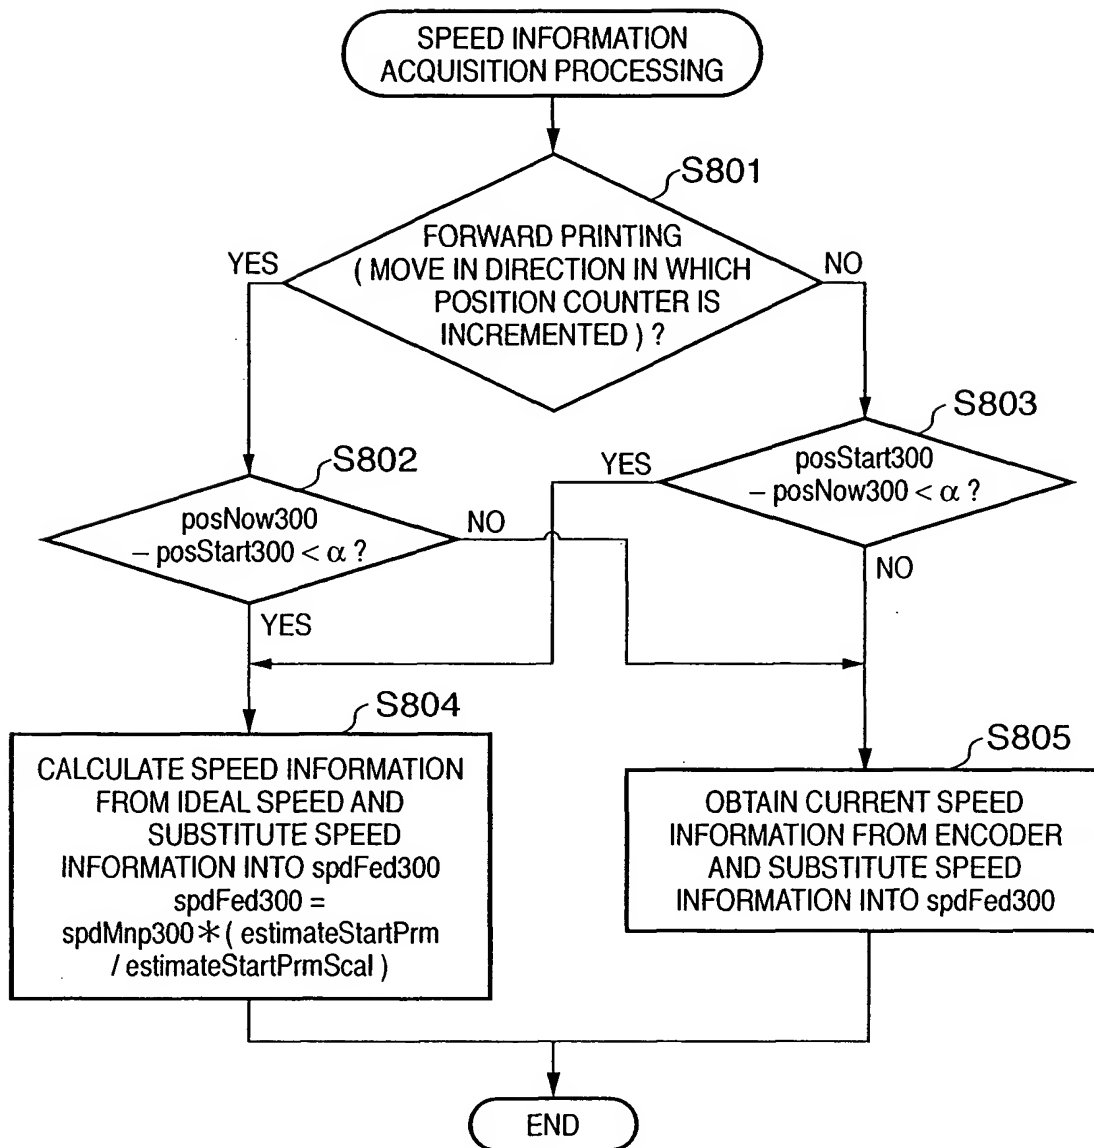 SPEED INFORMATION
ACQUISITION PROCESSING
S801
FORWARD PRINTING
( MOVE IN DIRECTION IN WHICH
POSITION COUNTER IS
INCREMENTED ) ?
YES
NO
S803
posStart300
– posNow300 < α ?
YES
NO
S802
posNow300
– posStart300 < α ?
NO
YES
S804
CALCULATE SPEED INFORMATION
FROM IDEAL SPEED AND
SUBSTITUTE SPEED
INFORMATION INTO spdFed300
spdFed300 =
spdMnp300＊( estimateStartPrm
/ estimateStartPrmScal )
S805
OBTAIN CURRENT SPEED
INFORMATION FROM ENCODER
AND SUBSTITUTE SPEED
INFORMATION INTO spdFed300
END